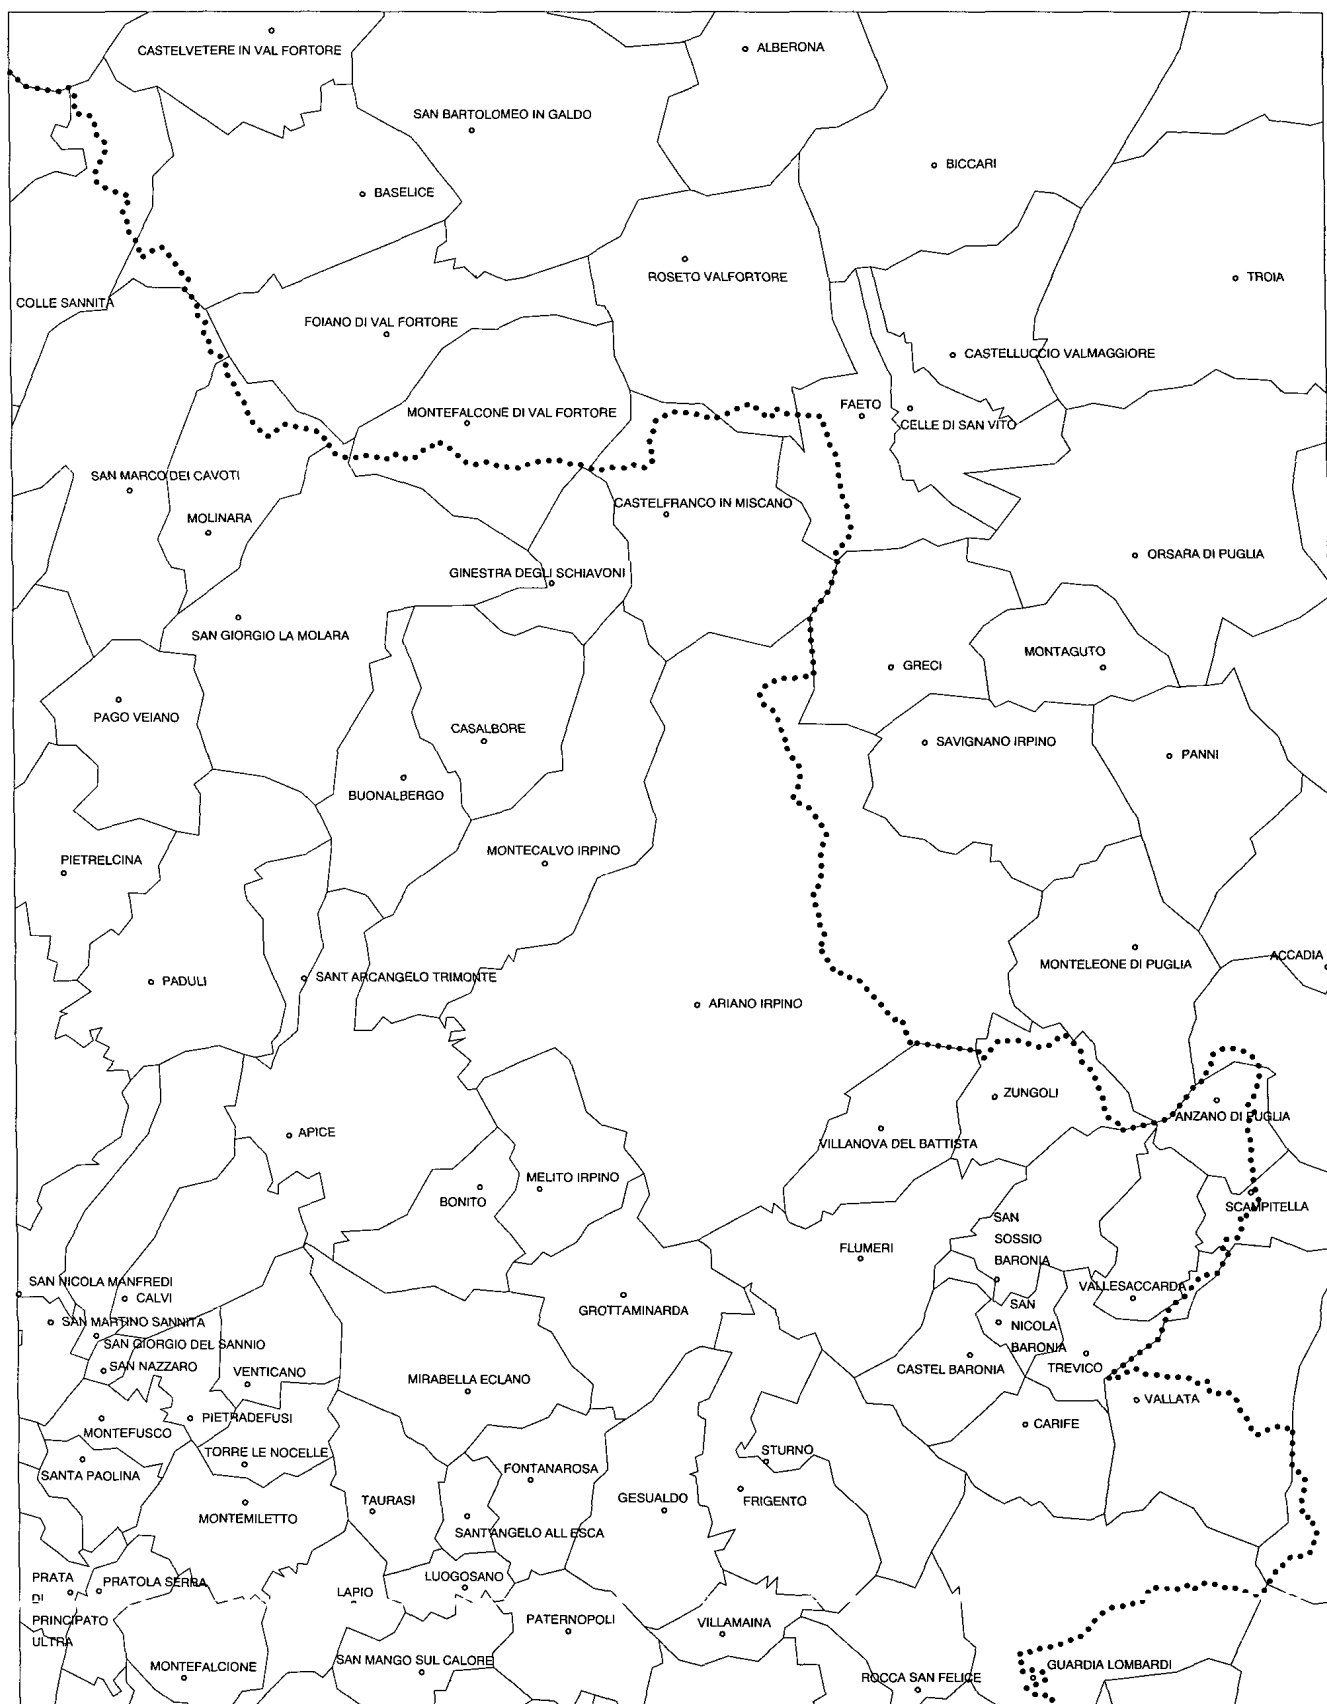 CASTELVETERE IN VAL FORTORE
ALBERONA
SAN BARTOLOMEO IN GALDO
BICCARI
BASELICE
ROSETO VALFORTORE
TROIA
COLLE SANNITA
FOIANO DI VAL FORTORE
CASTELLUCCIO VALMAGGIORE
MONTEFALCONE DI VAL FORTORE
FAETO
CELLE DI SAN VITO
SAN MARCO DEI CAVOTI
CASTELFRANCO IN MISCANO
MOLINARA
ORSARA DI PUGLIA
GINESTRA DEGLI SCHIAVONI
SAN GIORGIO LA MOLARA
MONTAGUTO
GRECI
PAGO VEIANO
CASALBORE
SAVIGNANO IRPINO
PANNI
BUONALBERGO
MONTECALVO IRPINO
PIETRELCINA
ACCADIA
MONTELEONE DI PUGLIA
PADULI
SANT ARCANGELO TRIMONTE
ARIANO IRPINO
ZUNGOLI
ANZANO DI PUGLIA
APICE
VILLANOVA DEL BATTISTA
MELITO IRPINO
BONITO
SCAMPITELLA
SAN
SOSSIO
BARONIA
FLUMERI
SAN NICOLA MANFREDI
VALLESACCARDA
CALVI
GROTTAMINARDA
SAN
NICOLA
BARONIA
SAN MARTINO SANNITA
SAN GIORGIO DEL SANNIO
SAN NAZZARO
VENTICANO
CASTEL BARONIA
TREVICO
MIRABELLA ECLANO
VALLATA
PIETRADEFUSI
CARIFE
MONTEFUSCO
TORRE LE NOCELLE
STURNO
SANTA PAOLINA
FONTANAROSA
TAURASI
GESUALDO
FRIGENTO
MONTEMILETTO
SANT'ANGELO ALL ESCA
PRATA
DI
PRINCIPATO
ULTRA
PRATOLA SERRA
LAPIO
LUOGOSANO
PATERNOPOLI
VILLAMAINA
MONTEFALCIONE
SAN MANGO SUL CALORE
ROCCA SAN FELICE
GUARDIA LOMBARDI